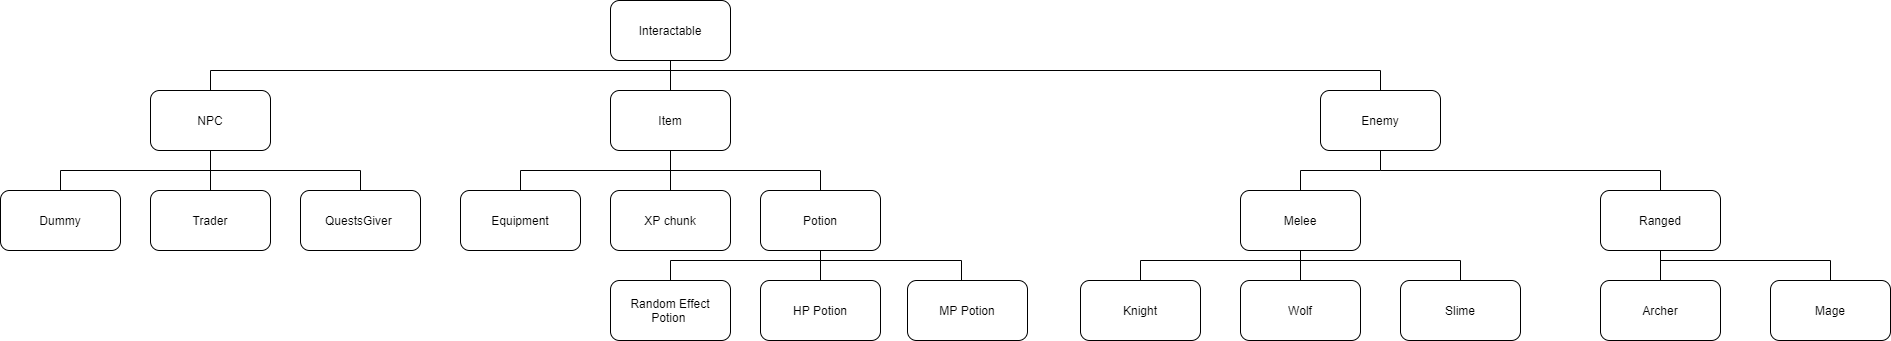 Interactable
NPC
Item
Enemy
Dummy
Trader
QuestsGiver
Equipment
XP chunk
Potion
Melee
Ranged
Random Effect
Potion
HP Potion
MP Potion
Knight
Wolf
Slime
Archer
Mage